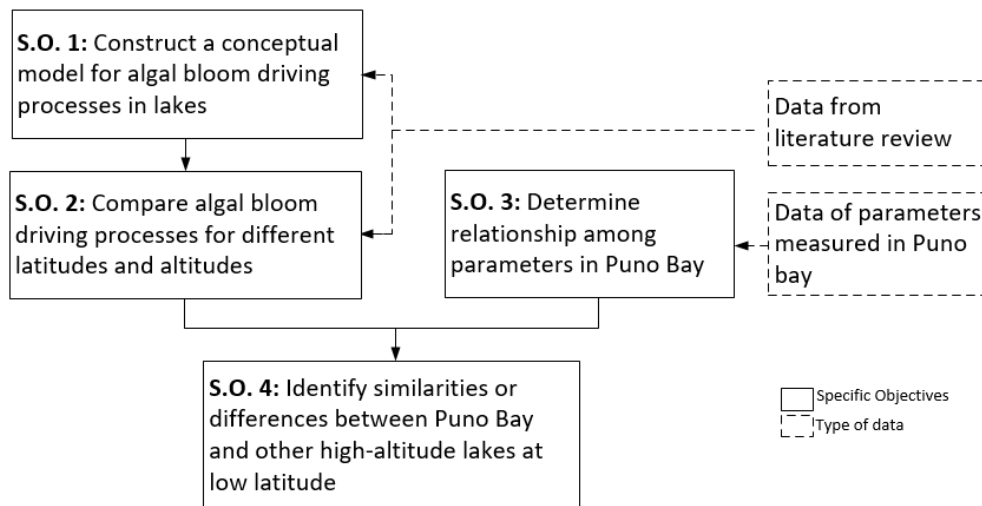 S.O. 1: Construct a conceptual
model for algal bloom driving
processes in lakes
Data from
literature review
S.O. 2: Compare algal bloom
driving processes for different
latitudes and altitudes
S.O. 3: Determine
relationship among
parameters in Puno Bay
Data of parameters
measured in Puno
bay
S.O. 4: Identify similarities or
differences between Puno Bay
and other high-altitude lakes at
low latitude
Specific Objectives
Type of data